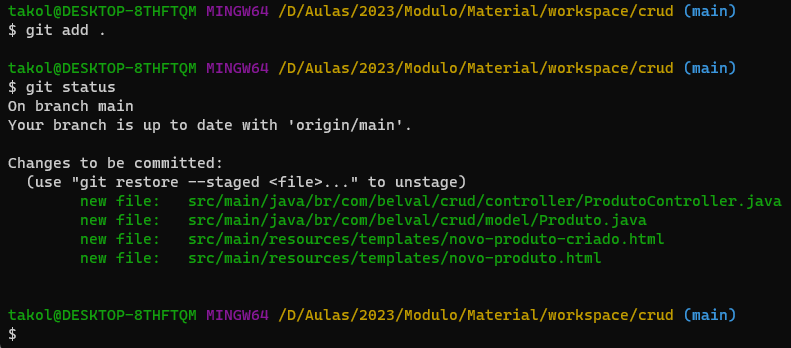 takol@DESKTOP-8THFTQM MINGW64 /D/Aulas/2023/Modulo/Material/workspace/crud (main)
$ git add .
takol@DESKTOP-8THFTQM MINGW64 /D/Aulas/2023/Modulo/Material/workspace/crud (main)
$ git status
On branch main
Your branch is up to date with 'origin/main'.
Changes to be committed:
(use "git restore --staged <file>..." to unstage)
new file: src/main/java/br/com/belval/crud/controller/ProdutoController.java
new file: src/main/java/br/com/belval/crud/model/Produto.java
new file: src/main/resources/templates/novo-produto-criado.html
new file: src/main/resources/templates/novo-produto.html
takol@DESKTOP-8THFTQM MINGW64 /D/Aulas/2023/Modulo/Material/workspace/crud (main)
$